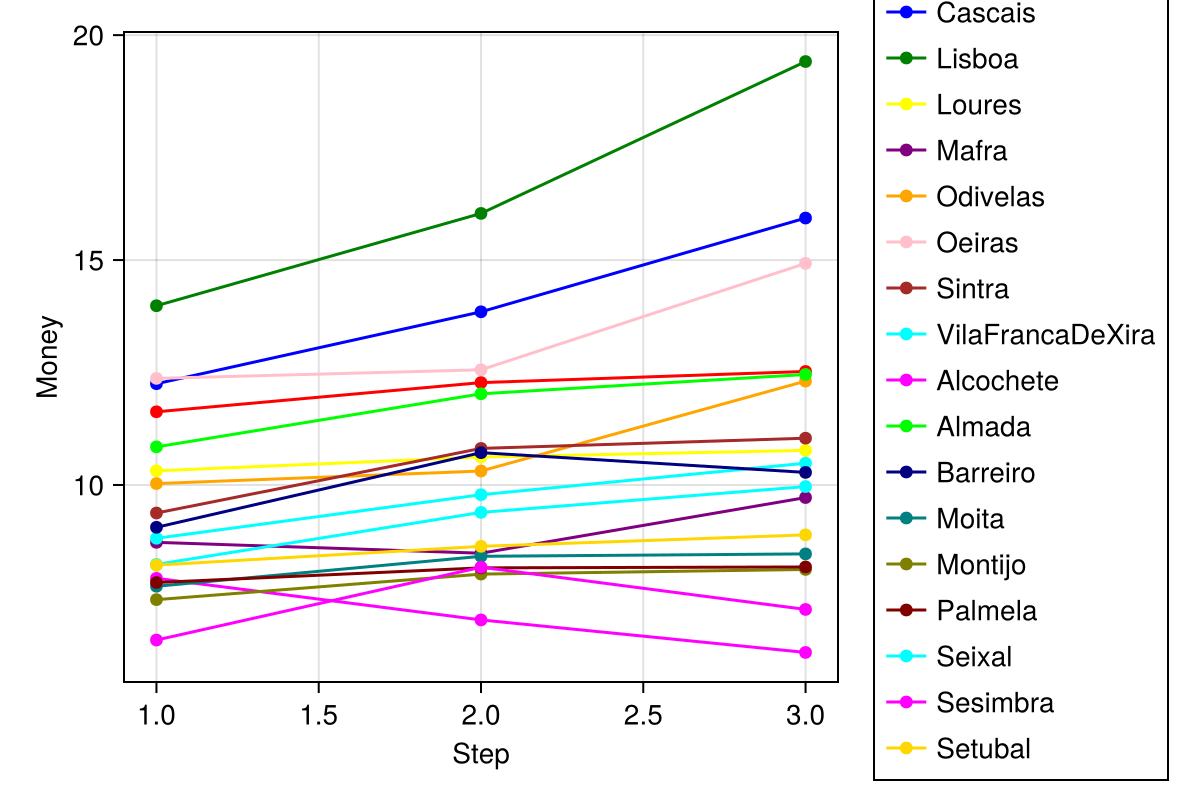 20
15
10
Money
1.0
1.5
2.0
2.5
3.0
Step
Cascais
Lisboa
Loures
Mafra
Odivelas
Oeiras
Sintra
VilaFrancaDeXira
Alcochete
Almada
Barreiro
Moita
Montijo
Palmela
Seixal
Sesimbra
Setubal